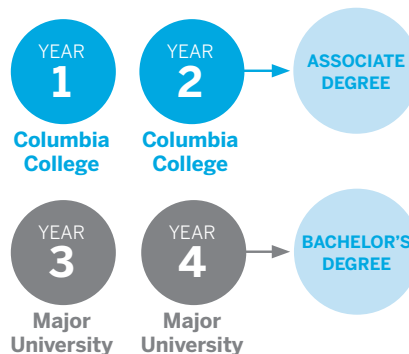 YEAR
1
YEAR
2
ASSOCIATE
DEGREE
Columbia
College
Columbia
College
YEAR
3
YEAR
4
BACHELOR'S
DEGREE
Major
University
Major
University